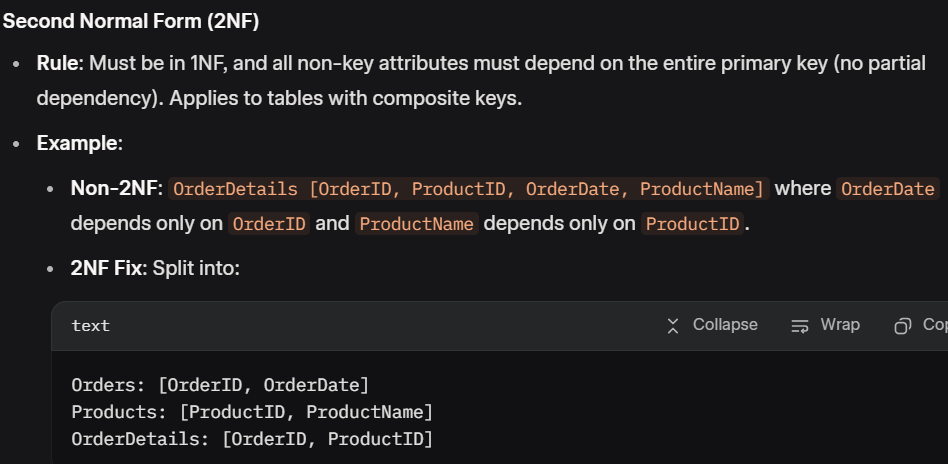 Second Normal Form (2NF)
• Rule: Must be in 1NF, and all non-key attributes must depend on the entire primary key (no partial
dependency). Applies to tables with composite keys.
• Example:
• Non-2NF: OrderDetails [OrderID, ProductID, OrderDate, ProductName] where OrderDate
depends only on OrderID and ProductName depends only on ProductID.
• 2NF Fix: Split into:
text Collapse Wrap Cop
Orders: [OrderID, OrderDate]
Products: [ProductID, ProductName]
OrderDetails: [OrderID, ProductID]